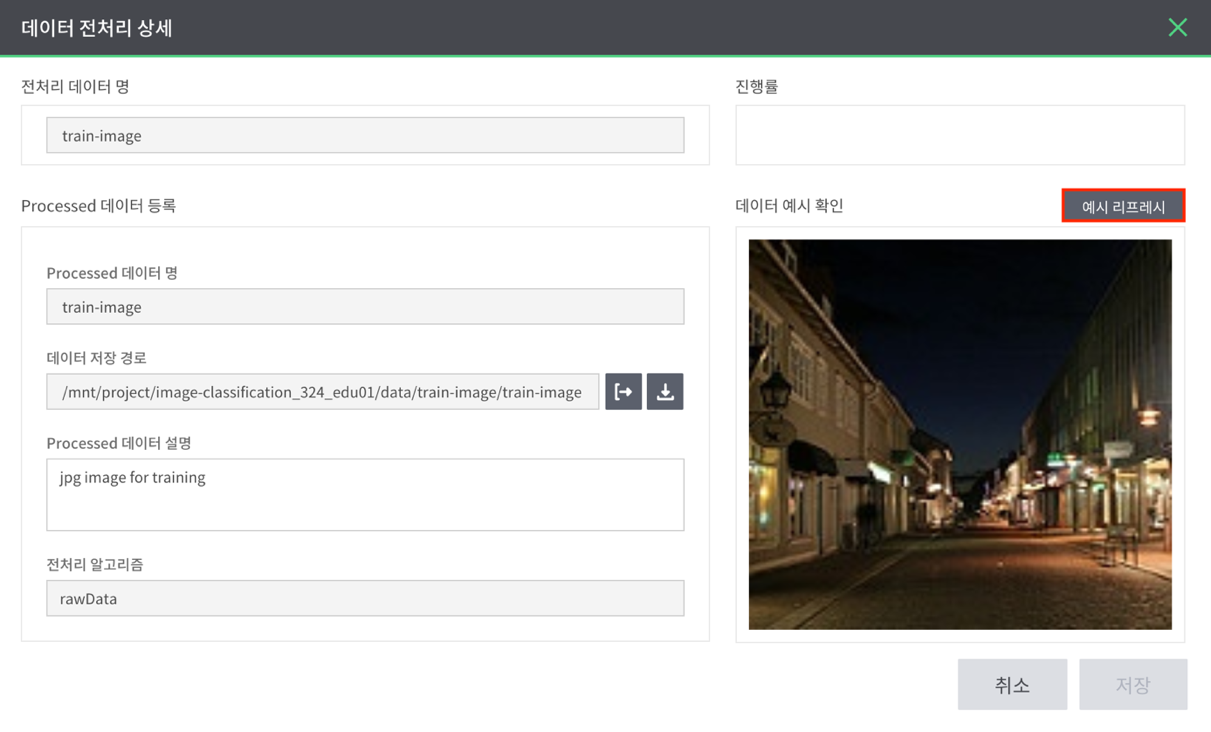 데이터 전처리 상세
전처리 데이터 명
train-image
진행률
Processed 데이터 등록
Processed 데이터 명
train-image
데이터 저장 경로
/mnt/project/image-classification_324_edu01/data/train-image/train-image
Processed 데이터 설명
jpg image for training
전처리 알고리즘
rawData
데이터 예시 확인
예시 리프레시
취소
저장